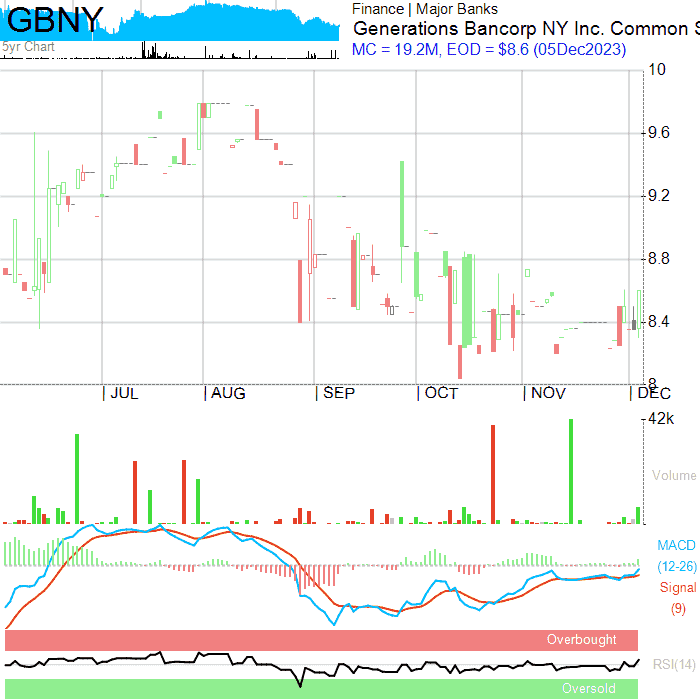 GBNY
Finance | Major Banks
Generations Bancorp NY Inc. Common S
5yr Chart
MC = 19.2M, EOD = $8.6 (05Dec2023)
10
9.6
9.2
8.8
8.4
8
| JUL | AUG | SEP | OCT | NOV | DEC
42k
Volume
MACD
(12-26)
Signal
(9)
Overbought
RSI(14)
Oversold